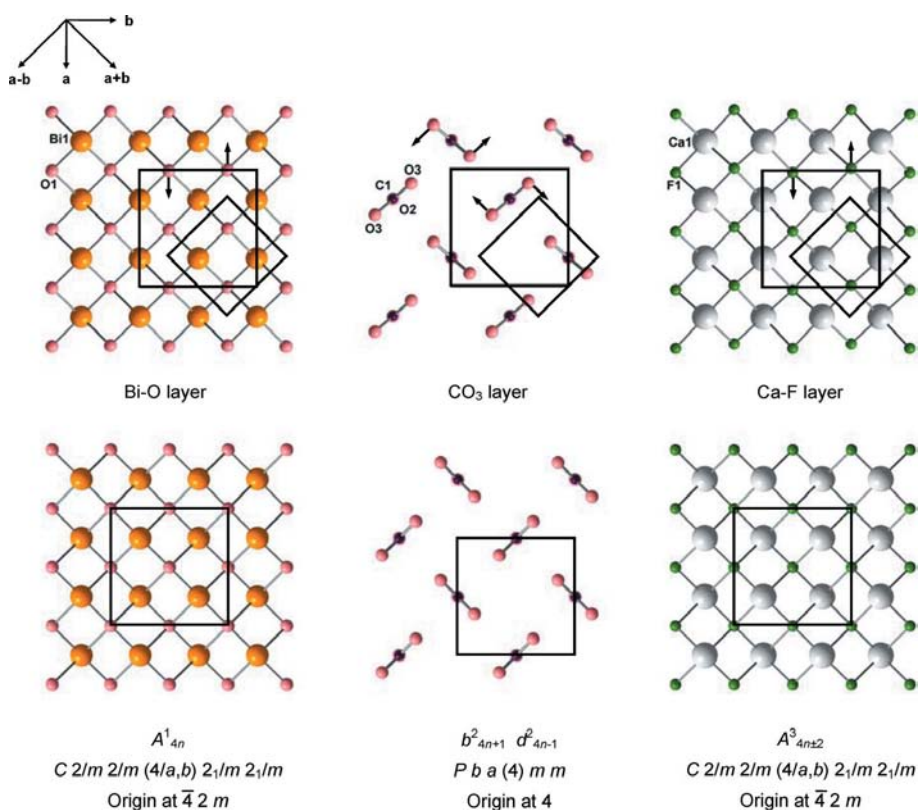 b
a-b a a+b
Bi1
O1
C1 O3
O2
O3
Ca1
F1
Bi-O layer CO₃ layer Ca-F layer
A¹₄ₙ b²₄ₙ₊₁ d²₄ₙ₋₁ A³₄ₙ±₂
C 2/m 2/m (4/a,b) 2₁/m 2₁/m P b a (4) m m C 2/m 2/m (4/a,b) 2₁/m 2₁/m
Origin at 4̅ 2 m Origin at 4 Origin at 4̅ 2 m